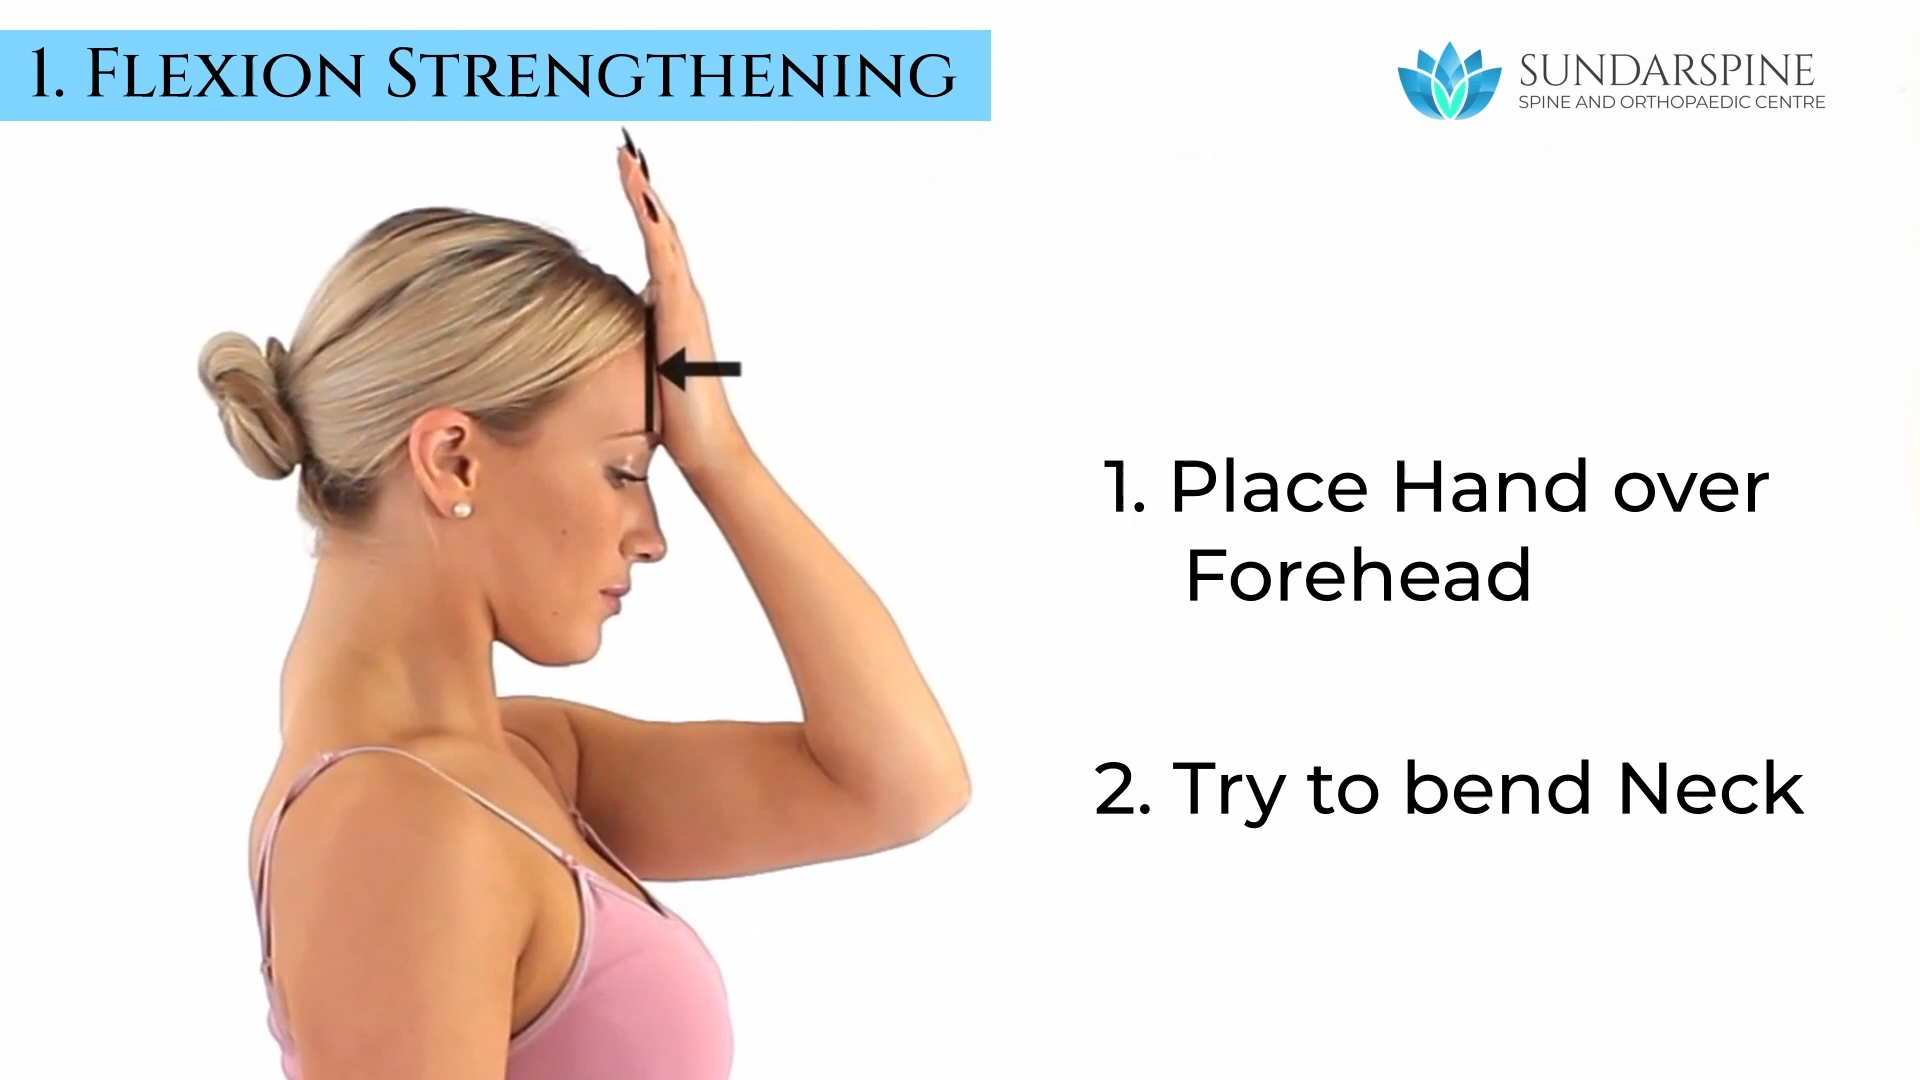 1. Flexion Strengthening
SUNDARSPINE
SPINE AND ORTHOPAEDIC CENTRE
1. Place Hand over
Forehead
2. Try to bend Neck